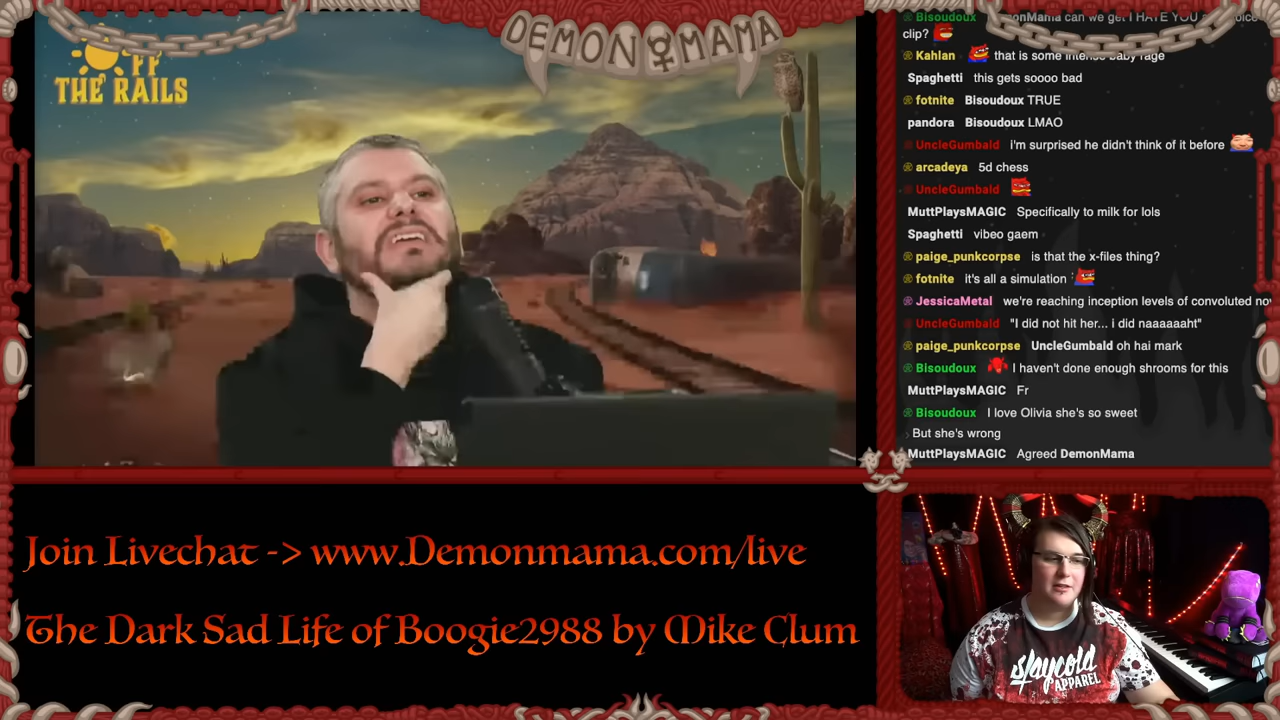 DEMON MAMA
THE RAILS
Bisoudoux
clip?
Kahlan that is some intense baby rage
Spaghetti this gets soooo bad
fotnite Bisoudoux TRUE
pandora Bisoudoux LMAO
UncleGumbald i'm surprised he didn't think of it before
arcadeya 5d chess
UncleGumbald
MuttPlaysMAGIC Specifically to milk for lols
Spaghetti vibeo gaem
paige_punkcorpse is that the x-files thing?
fotnite it's all a simulation
JessicaMetal we're reaching inception levels of convoluted
UncleGumbald "I did not hit her... i did naaaaaaht"
paige_punkcorpse UncleGumbald oh hai mark
Bisoudoux I haven't done enough shrooms for this
MuttPlaysMAGIC Fr
Bisoudoux I love Olivia she's so sweet
But she's wrong
MuttPlaysMAGIC Agreed DemonMama
Join Livechat -> www.Demonmama.com/live
The Dark Sad Life of Boogie2988 by Mike Clum
staycold
APPAREL